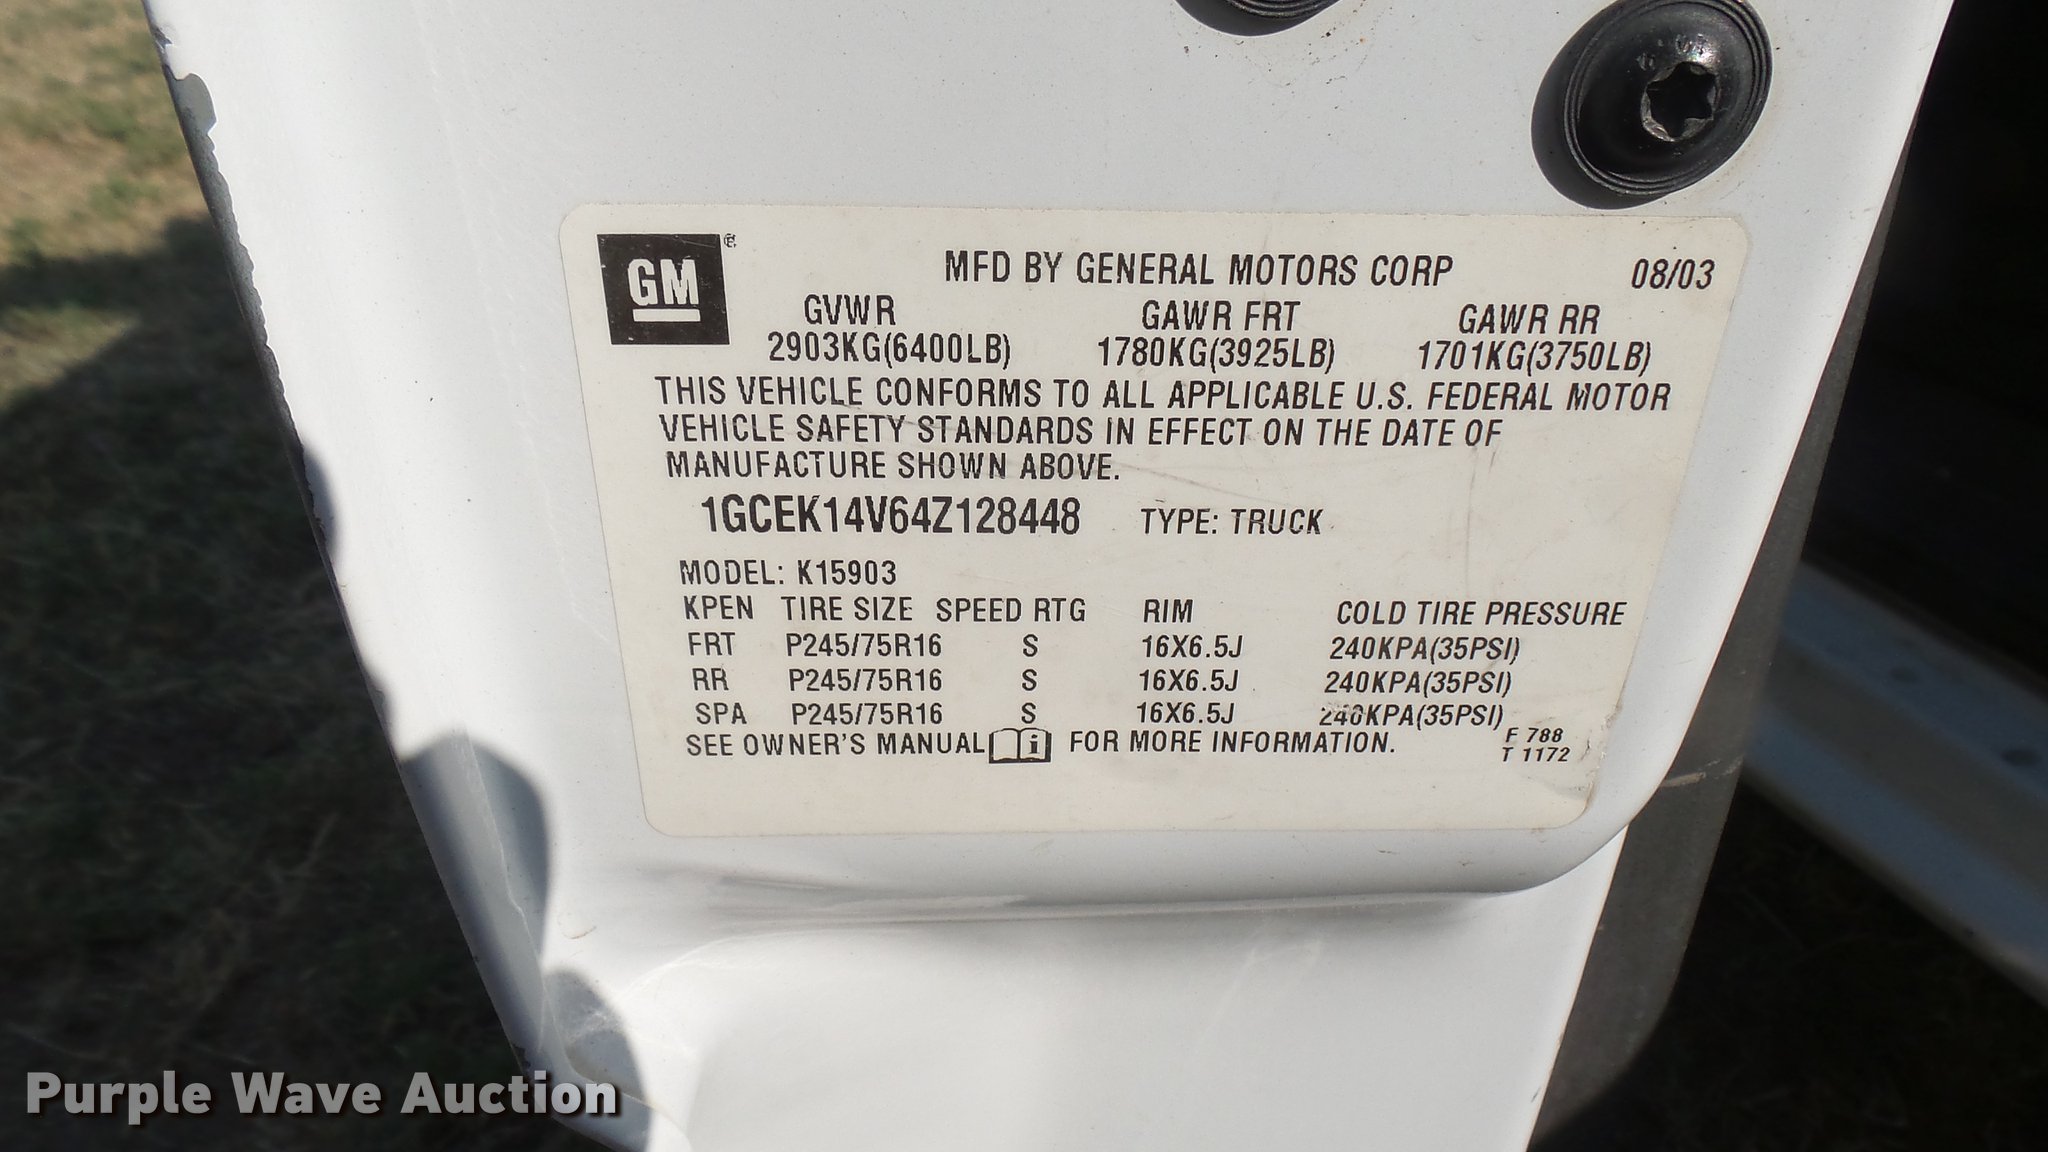 GM
MFD BY GENERAL MOTORS CORP 08/03
GVWR GAWR FRT GAWR RR
2903KG(6400LB) 1780KG(3925LB) 1701KG(3750LB)
THIS VEHICLE CONFORMS TO ALL APPLICABLE U.S. FEDERAL MOTOR
VEHICLE SAFETY STANDARDS IN EFFECT ON THE DATE OF
MANUFACTURE SHOWN ABOVE.
1GCEK14V64Z128448 TYPE: TRUCK
MODEL: K15903
KPEN TIRE SIZE SPEED RTG RIM COLD TIRE PRESSURE
FRT P245/75R16 S 16X6.5J 240KPA(35PSI)
RR P245/75R16 S 16X6.5J 240KPA(35PSI)
SPA P245/75R16 S 16X6.5J 240KPA(35PSI)
SEE OWNER'S MANUAL i FOR MORE INFORMATION.
F 788
T 1172
Purple Wave Auction